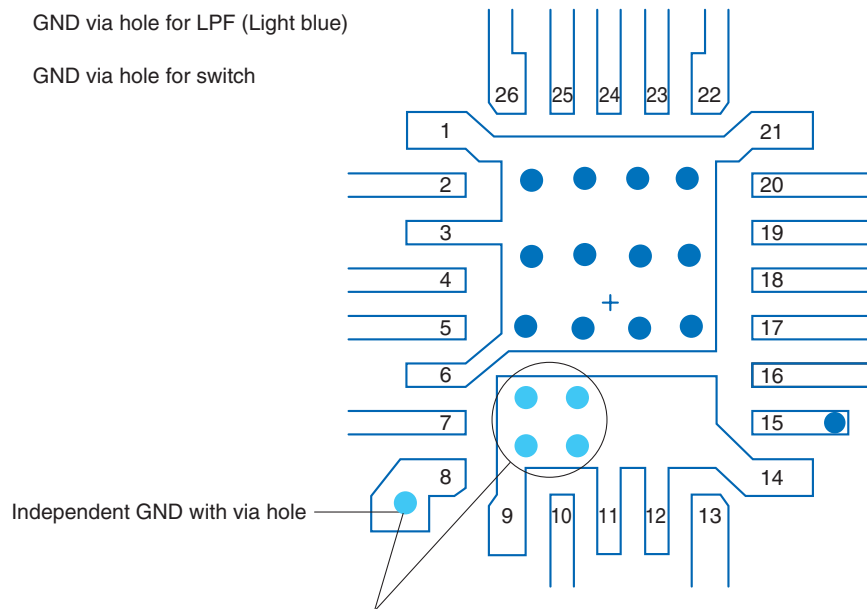 GND via hole for LPF (Light blue)
GND via hole for switch
26 25 24 23 22
1 21
2 20
3 19
4 18
5 17
6 16
7 15
8 14
Independent GND with via hole
9 10 11 12 13